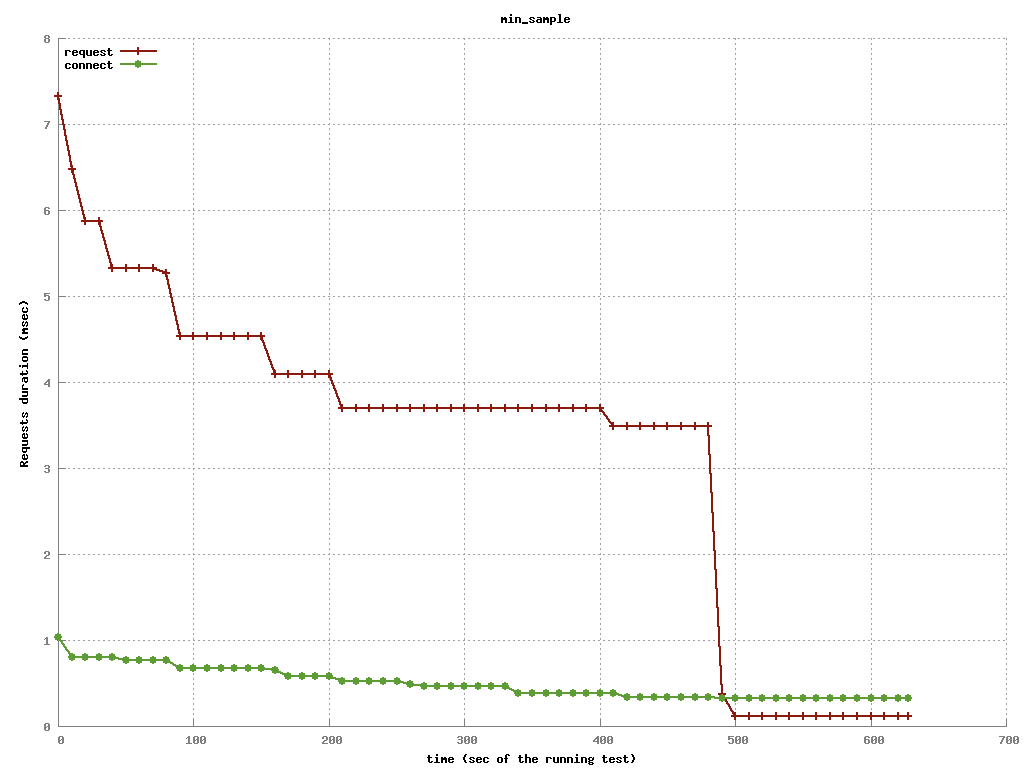 min_sample
request
connect
8
7
6
5
4
3
2
1
0
Requests duration (msec)
0 100 200 300 400 500 600 700
time (sec of the running test)